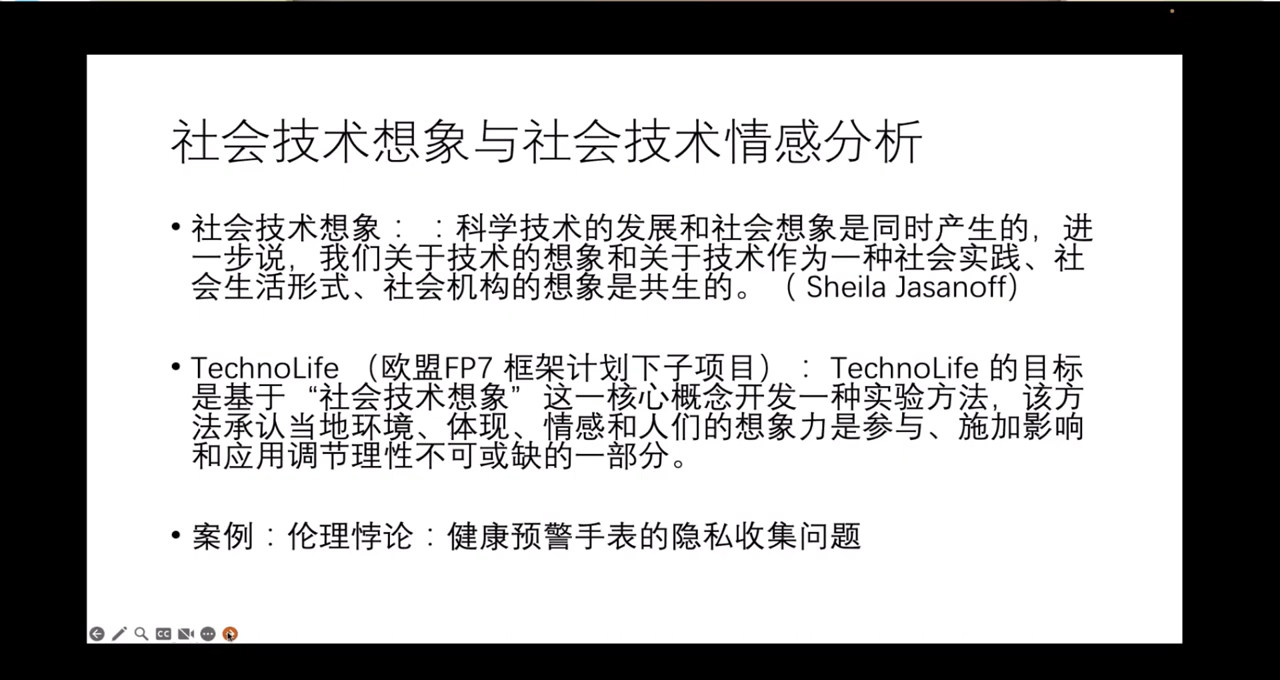 社会技术想象与社会技术情感分析
• 社会技术想象： ：科学技术的发展和社会想象是同时产生的，进
一步说，我们关于技术的想象和关于技术作为一种社会实践、社
会生活形式、社会机构的想象是共生的。（ Sheila Jasanoff）
• TechnoLife （欧盟FP7 框架计划下子项目）：TechnoLife 的目标
是基于 “社会技术想象” 这一核心概念开发一种实验方法，该方
法承认当地环境、体现、情感和人们的想象力是参与、施加影响
和应用调节理性不可或缺的一部分。
• 案例：伦理悖论：健康预警手表的隐私收集问题
CC